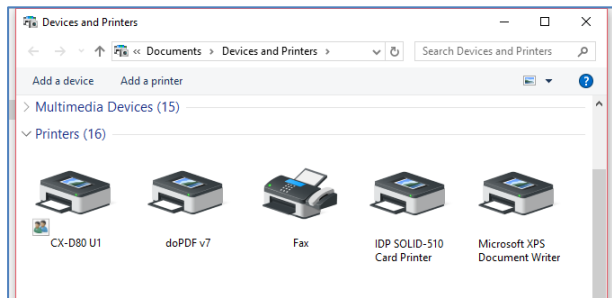 Devices and Printers
« Documents > Devices and Printers >
Search Devices and Printers
Add a device
Add a printer
Multimedia Devices (15)
Printers (16)
CX-D80 U1
doPDF v7
Fax
IDP SOLID-510
Card Printer
Microsoft XPS
Document Writer